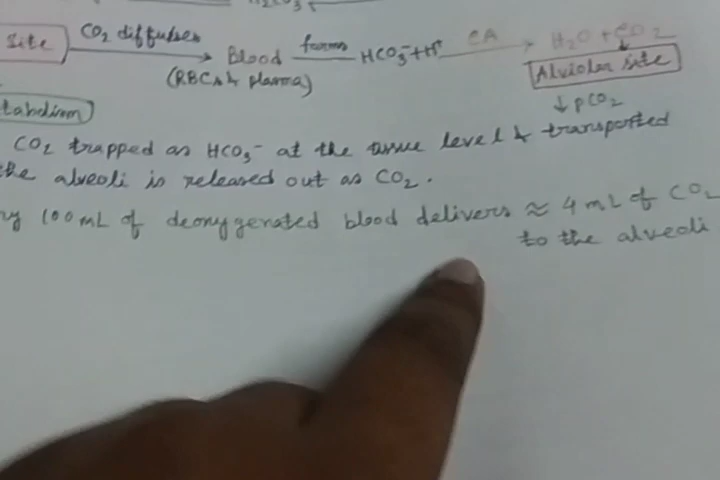 H2CO3
Site CO2 diffuses Blood forms HCO3⁻ + H⁺ CA H2O + CO2
(RBCs & plasma) Alviolar site
↓ pCO2
CO2 trapped as HCO3⁻ at the tissue level & transported
the alveoli is released out as CO2.
100 mL of deoxygenated blood delivers ≈ 4 mL of CO2
to the alveoli